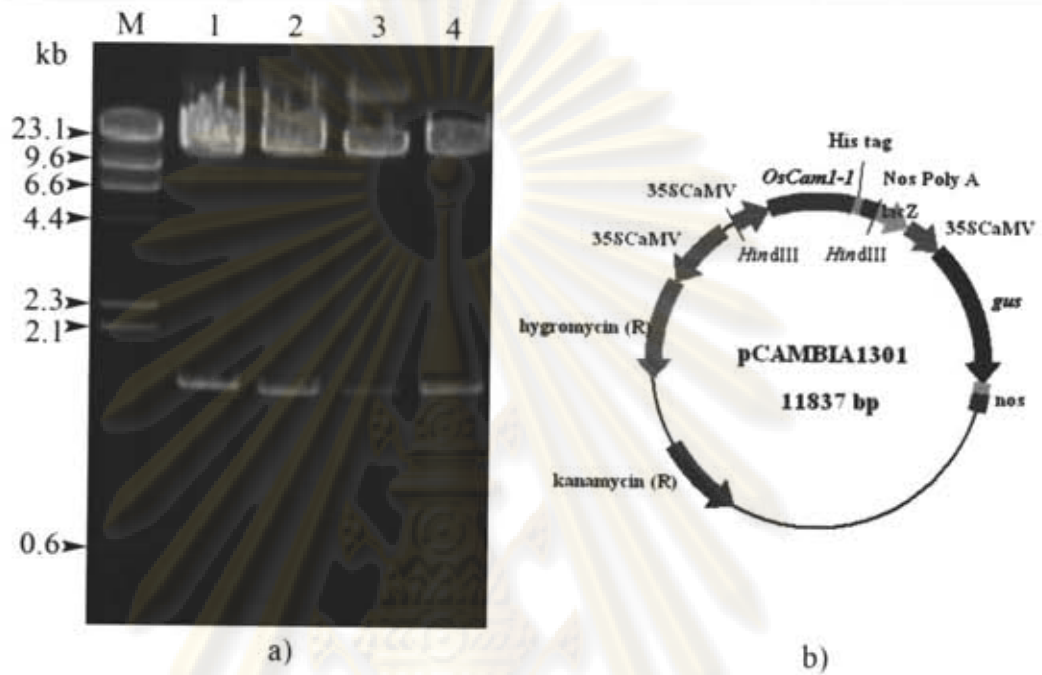 M 1 2 3 4
kb
23.1
9.6
6.6
4.4
2.3
2.1
0.6
a)
His tag
OsCam1-1
Nos Poly A
35SCaMV
LacZ
35SCaMV
35SCaMV
HindIII HindIII
gus
hygromycin (R)
pCAMBIA1301
11837 bp
nos
kanamycin (R)
b)